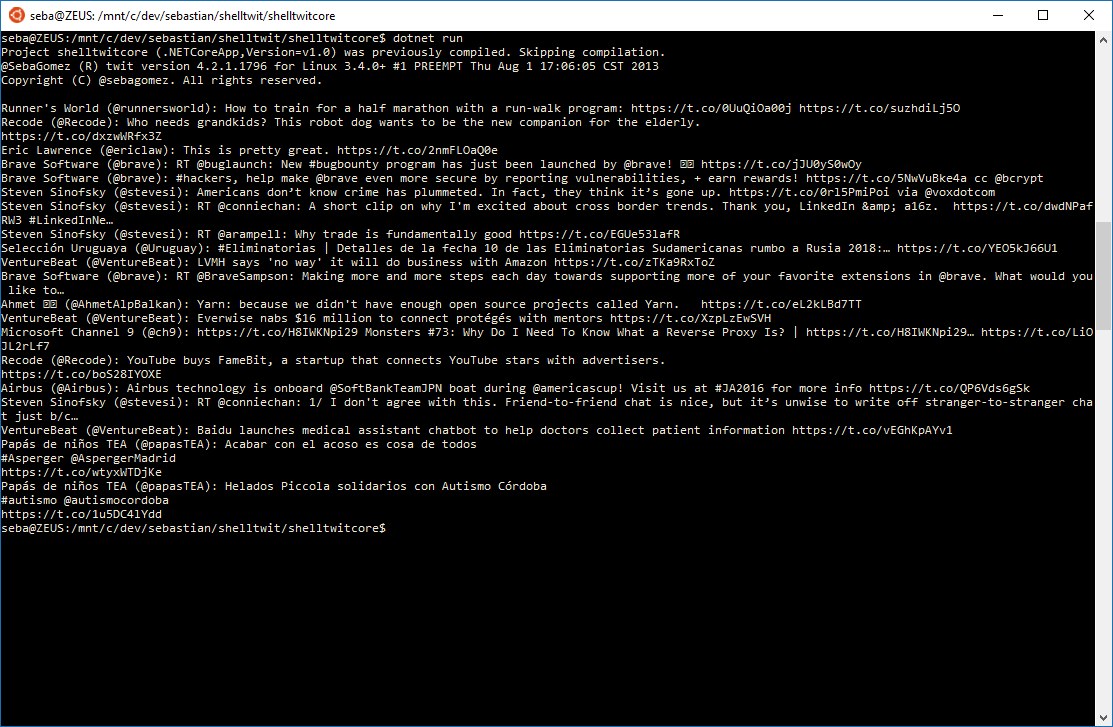 seba@ZEUS: /mnt/c/dev/sebastian/shelltwit/shelltwitcore
seba@ZEUS:/mnt/c/dev/sebastian/shelltwit/shelltwitcore$ dotnet run
Project shelltwitcore (.NETCoreApp,Version=v1.0) was previously compiled. Skipping compilation.
@SebaGomez (R) twit version 4.2.1.1796 for Linux 3.4.0+ #1 PREEMPT Thu Aug 1 17:06:05 CST 2013
Copyright (C) @sebagomez. All rights reserved.
Runner's World (@runnersworld): How to train for a half marathon with a run-walk program: https://t.co/0UuQiOa00j https://t.co/suzhdiLj5O
Recode (@Recode): Who needs grandkids? This robot dog wants to be the new companion for the elderly.
https://t.co/dxzwWRfx3Z
Eric Lawrence (@ericlaw): This is pretty great. https://t.co/2nmFLOaQ0e
Brave Software (@brave): RT @buglaunch: New #bugbounty program has just been launched by @brave! https://t.co/jJU0yS0wOy
Brave Software (@brave): #hackers, help make @brave even more secure by reporting vulnerabilities, + earn rewards! https://t.co/5NwVuBke4a cc @bcrypt
Steven Sinofsky (@stevesi): Americans don’t know crime has plummeted. In fact, they think it’s gone up. https://t.co/0rl5PmiPoi via @voxdotcom
Steven Sinofsky (@stevesi): RT @conniechan: A short clip on why I'm excited about cross border trends. Thank you, LinkedIn &amp; a16z.  https://t.co/dwdNPaf
RW3 #LinkedInNe…
Steven Sinofsky (@stevesi): RT @arampell: Why trade is fundamentally good https://t.co/EGUe53lafR
Selección Uruguaya (@Uruguay): #Eliminatorias | Detalles de la fecha 10 de las Eliminatorias Sudamericanas rumbo a Rusia 2018:… https://t.co/YEO5kJ66U1
VentureBeat (@VentureBeat): LVMH says 'no way' it will do business with Amazon https://t.co/zTKa9RxToZ
Brave Software (@brave): RT @BraveSampson: Making more and more steps each day towards supporting more of your favorite extensions in @brave. What would you
like to…
Ahmet (@AhmetAlpBalkan): Yarn: because we didn't have enough open source projects called Yarn.   https://t.co/eL2kLBd7TT
VentureBeat (@VentureBeat): Everwise nabs $16 million to connect protégés with mentors https://t.co/XzpLzEwSVH
Microsoft Channel 9 (@ch9): https://t.co/H8IWKNpi29 Monsters #73: Why Do I Need To Know What a Reverse Proxy Is? | https://t.co/H8IWKNpi29… https://t.co/LiO
JL2rLf7
Recode (@Recode): YouTube buys FameBit, a startup that connects YouTube stars with advertisers.
https://t.co/boS28IYOXE
Airbus (@Airbus): Airbus technology is onboard @SoftBankTeamJPN boat during @americascup! Visit us at #JA2016 for more info https://t.co/QP6Vds6gSk
Steven Sinofsky (@stevesi): RT @conniechan: 1/ I don't agree with this. Friend-to-friend chat is nice, but it’s unwise to write off stranger-to-stranger cha
t just b/c…
VentureBeat (@VentureBeat): Baidu launches medical assistant chatbot to help doctors collect patient information https://t.co/vEGhKpAYv1
Papás de niños TEA (@papasTEA): Acabar con el acoso es cosa de todos
#Asperger @AspergerMadrid
https://t.co/wtyxWTDjKe
Papás de niños TEA (@papasTEA): Helados Piccola solidarios con Autismo Córdoba
#autismo @autismocordoba
https://t.co/1u5DC4lYdd
seba@ZEUS:/mnt/c/dev/sebastian/shelltwit/shelltwitcore$